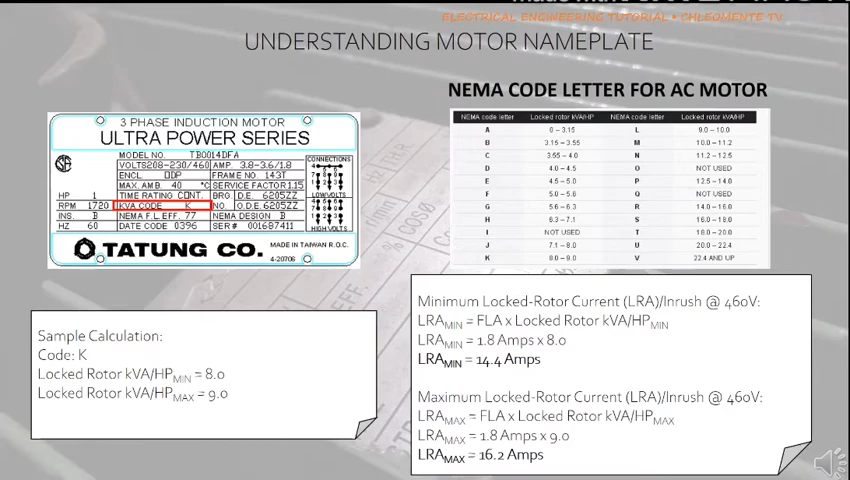 ELECTRICAL ENGINEERING TUTORIAL • CHLEOMENTE TV
UNDERSTANDING MOTOR NAMEPLATE
3 PHASE INDUCTION MOTOR
ULTRA POWER SERIES
MODEL NO. TB0014DFA
VOLTS208-230/460 AMP. 3.8-3.6/1.8
ENCL ODP FRAME NO. 143T
MAX. AMB. 40 °C SERVICE FACTOR1.15
HP 1 TIME RATING CONT. BRG. D.E. 6205ZZ
RPM 1720 KVA CODE K NO. O.D.E. 6205ZZ
INS. B NEMA F.L. EFF. 77 NEMA DESIGN B
HZ 60 DATE CODE 0396 SER# 0016B7411
CONNECTIONS
LOW VOLTS
HIGH VOLTS
TATUNG CO. MADE IN TAIWAN R.O.C.
4-20706
NEMA CODE LETTER FOR AC MOTOR
NEMA code letter Locked rotor kVA/HP NEMA code letter Locked rotor kVA/HP
A 0 – 3.15 L 9.0 – 10.0
B 3.15 – 3.55 M 10.0 – 11.2
C 3.55 – 4.0 N 11.2 – 12.5
D 4.0 – 4.5 O NOT USED
E 4.5 – 5.0 P 12.5 – 14.0
F 5.0 – 5.6 Q NOT USED
G 5.6 – 6.3 R 14.0 – 16.0
H 6.3 – 7.1 S 16.0 – 18.0
I NOT USED T 18.0 – 20.0
J 7.1 – 8.0 U 20.0 – 22.4
K 8.0 – 9.0 V 22.4 AND UP
Sample Calculation:
Code: K
Locked Rotor kVA/HPMIN = 8.0
Locked Rotor kVA/HPMAX = 9.0
Minimum Locked-Rotor Current (LRA)/Inrush @ 460V:
LRAMIN = FLA x Locked Rotor kVA/HPMIN
LRAMIN = 1.8 Amps x 8.0
LRAMIN = 14.4 Amps
Maximum Locked-Rotor Current (LRA)/Inrush @ 460V:
LRAMAX = FLA x Locked Rotor kVA/HPMAX
LRAMAX = 1.8 Amps x 9.0
LRAMAX = 16.2 Amps